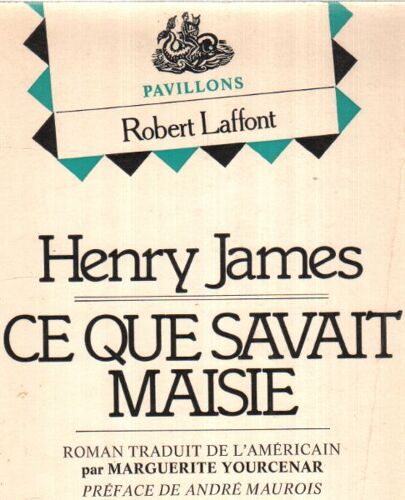 PAVILLONS
Robert Laffont
Henry James
CE QUE SAVAIT
MAISIE
ROMAN TRADUIT DE L'AMÉRICAIN
par MARGUERITE YOURCENAR
PRÉFACE DE ANDRÉ MAUROIS